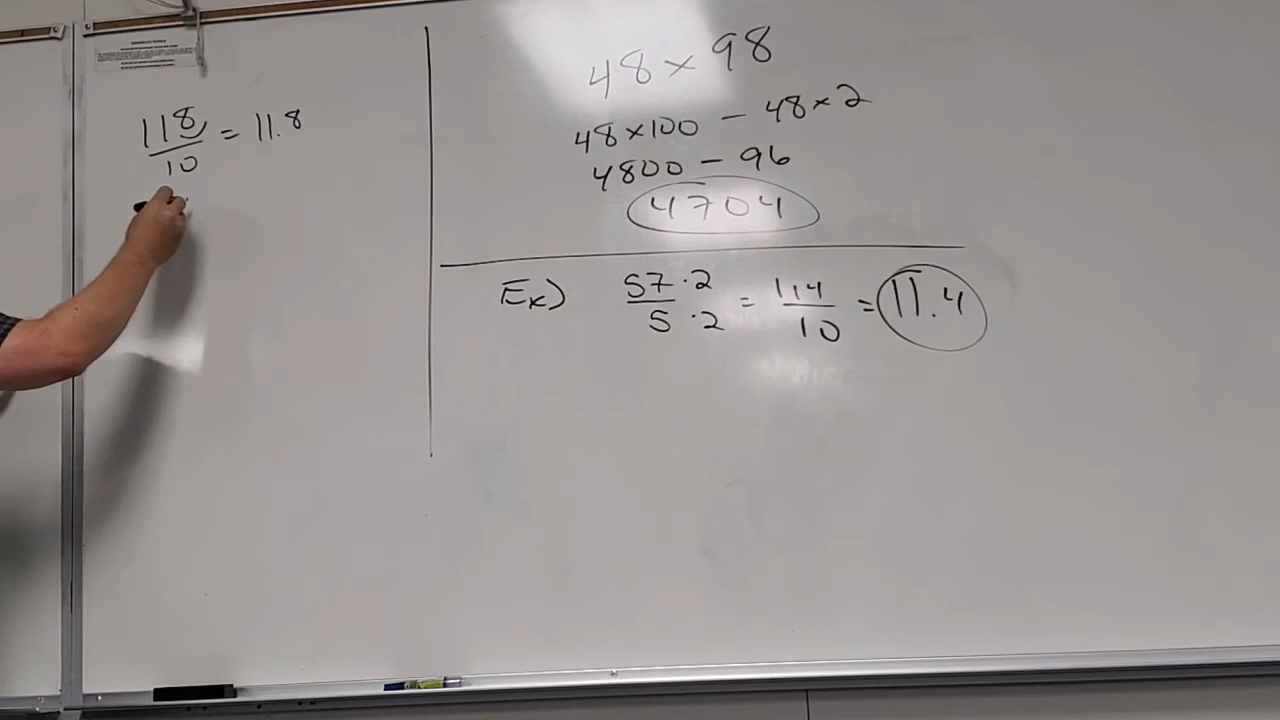 118/10 = 11.8
48 × 98
48×100 - 48×2
4800 - 96
4704
Ex) 57·2/5·2 = 114/10 = 11.4